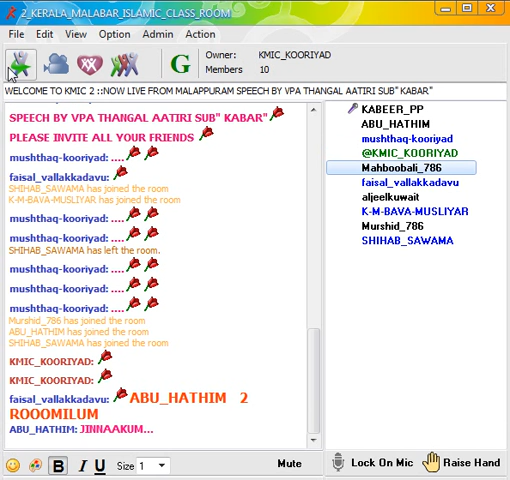 2_KERALA_MALABAR_ISLAMIC_CLASS_ROOM
File Edit View Option Admin Action
G
Owner: KMIC_KOORIYAD
Members 10
WELCOME TO KMIC 2 ::NOW LIVE FROM MALAPPURAM SPEECH BY VPA THANGAL AATIRI SUB" KABAR"
SPEECH BY VPA THANGAL AATIRI SUB" KABAR"
PLEASE INVITE ALL YOUR FRIENDS
mushthaq-kooriyad: ....
faisal_vallakkadavu:
SHIHAB_SAWAMA has joined the room
K-M-BAVA-MUSLIYAR has joined the room
mushthaq-kooriyad: ....
mushthaq-kooriyad: ....
SHIHAB_SAWAMA has left the room.
mushthaq-kooriyad: ....
mushthaq-kooriyad: ....
mushthaq-kooriyad: ....
Murshid_786 has joined the room
ABU_HATHIM has joined the room
SHIHAB_SAWAMA has joined the room
KMIC_KOORIYAD:
KMIC_KOORIYAD:
faisal_vallakkadavu: ABU_HATHIM 2
ROOOMILUM
ABU_HATHIM: JINNAAKUM...
KABEER_PP
ABU_HATHIM
mushthaq-kooriyad
@KMIC_KOORIYAD
Mahboobali_786
faisal_vallakkadavu
aljeelkuwait
K-M-BAVA-MUSLIYAR
Murshid_786
SHIHAB_SAWAMA
B I U Size 1 Mute Lock On Mic Raise Hand